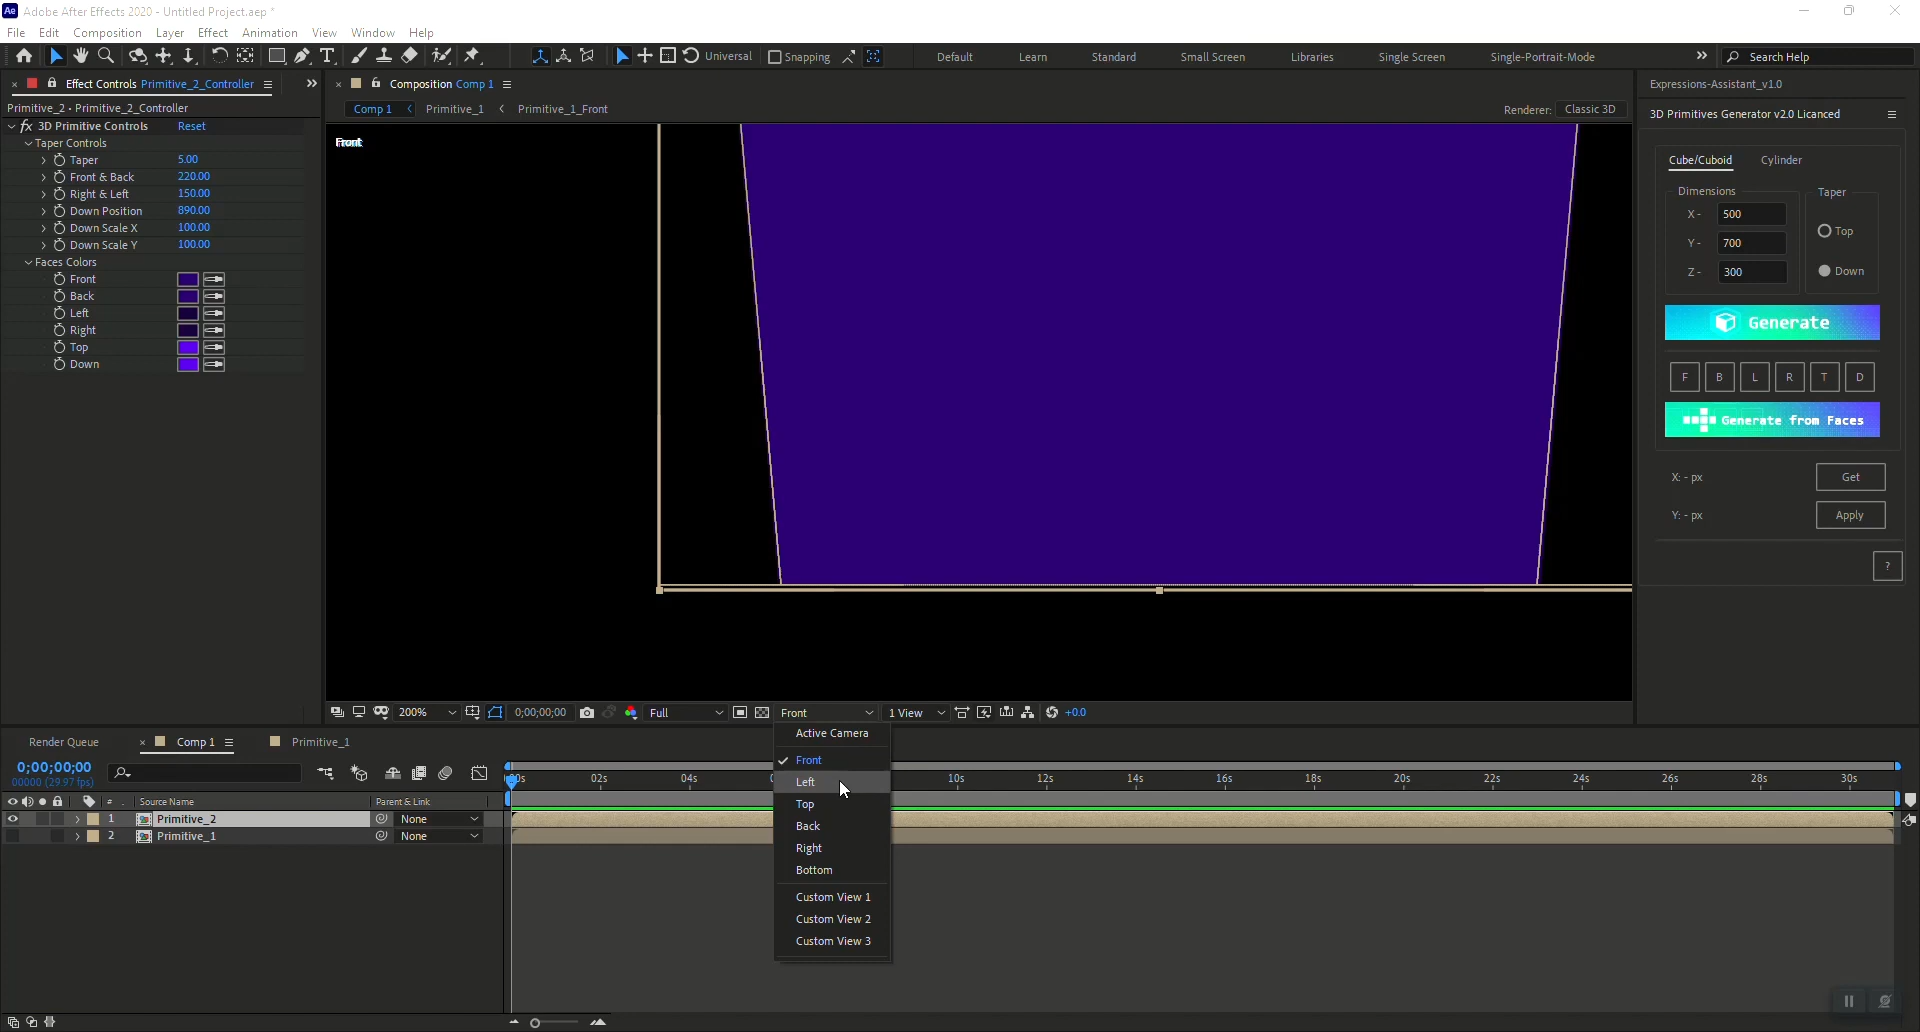 Ae Adobe After Effects 2020 - Untitled Project.aep *
File Edit Composition Layer Effect Animation View Window Help
Universal Snapping Default Learn Standard Small Screen Libraries Single Screen Single-Portrait-Mode Search Help
Effect Controls Primitive_2_Controller
Primitive_2 • Primitive_2_Controller
fx 3D Primitive Controls Reset
Taper Controls
Taper 5.00
Front & Back 220.00
Right & Left 150.00
Down Position 890.00
Down Scale X 100.00
Down Scale Y 100.00
Faces Colors
Front
Back
Left
Right
Top
Down
Composition Comp 1
Comp 1 Primitive_1 Primitive_1_Front
Renderer: Classic 3D
Front
200% 0;00;00;00 Full Front 1 View +0.0
Expressions-Assistant_v1.0
3D Primitives Generator v2.0 Licanced
Cube/Cuboid Cylinder
Dimensions Taper
X - 500
Y - 700
Z - 300
Top
Down
Generate
F B L R T D
Generate from Faces
X: - px Get
Y: - px Apply
?
Active Camera
Front
Left
Top
Back
Right
Bottom
Custom View 1
Custom View 2
Custom View 3
Render Queue Comp 1 Primitive_1
0;00;00;00
00000 (29.97 fps)
02s 04s 10s 12s 14s 16s 18s 20s 22s 24s 26s 28s 30s
# Source Name Parent & Link
1 Primitive_2 None
2 Primitive_1 None